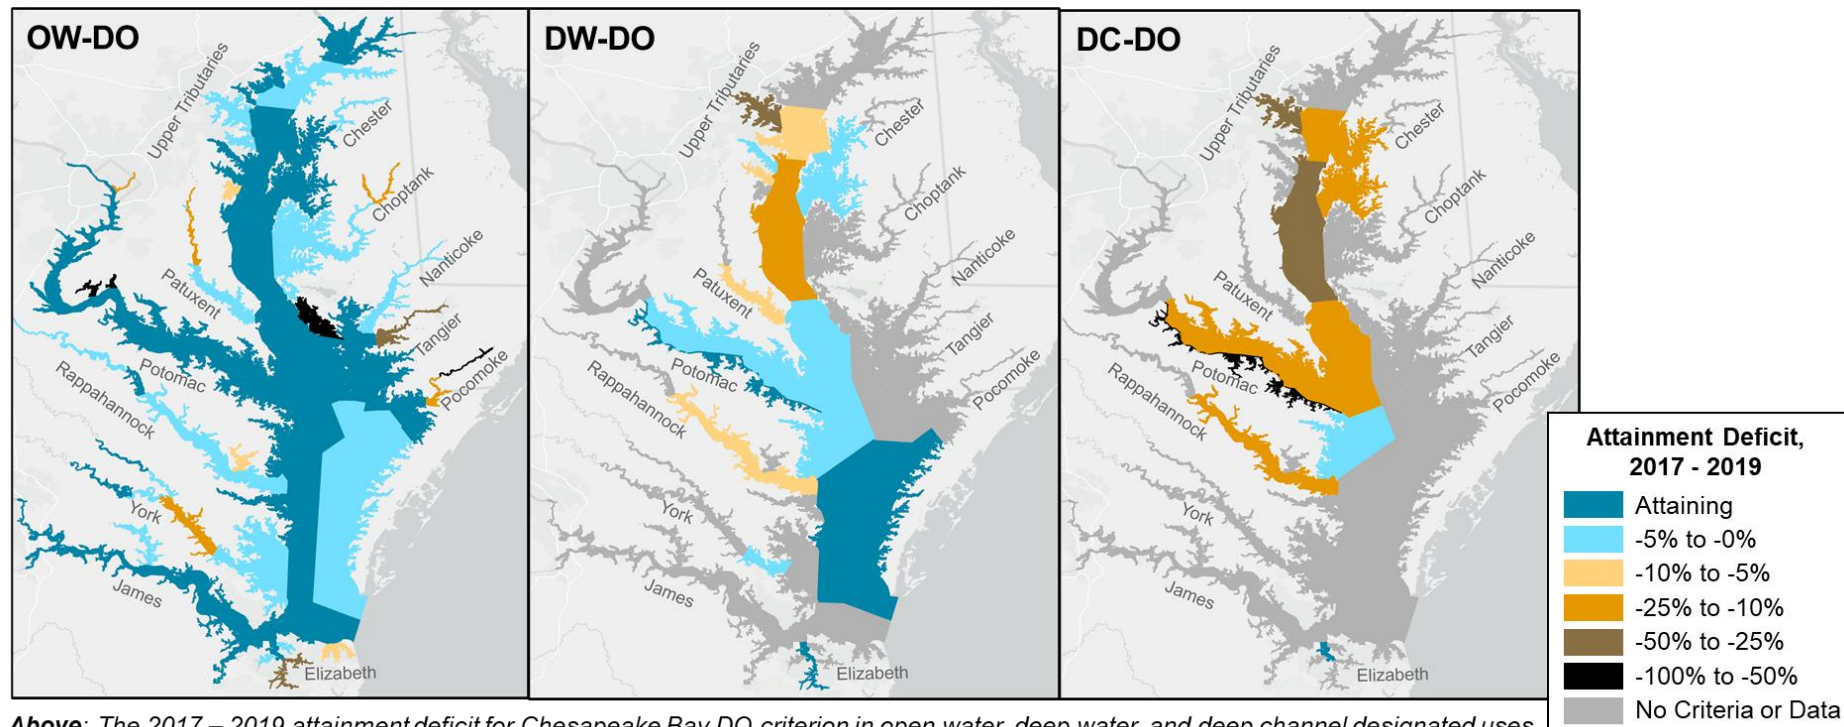 OW-DO
Upper Tributaries
Chester
Choptank
Nanticoke
Patuxent
Tangier
Pocomoke
Potomac
Rappahannock
York
James
Elizabeth
DW-DO
Upper Tributaries
Chester
Choptank
Nanticoke
Patuxent
Tangier
Pocomoke
Potomac
Rappahannock
York
James
Elizabeth
DC-DO
Upper Tributaries
Chester
Choptank
Nanticoke
Patuxent
Tangier
Pocomoke
Potomac
Rappahannock
York
James
Elizabeth
Attainment Deficit,
2017 - 2019
Attaining
-5% to -0%
-10% to -5%
-25% to -10%
-50% to -25%
-100% to -50%
No Criteria or Data
Above: The 2017 – 2019 attainment deficit for Chesapeake Bay DO criterion in open water, deep water, and deep channel designated uses